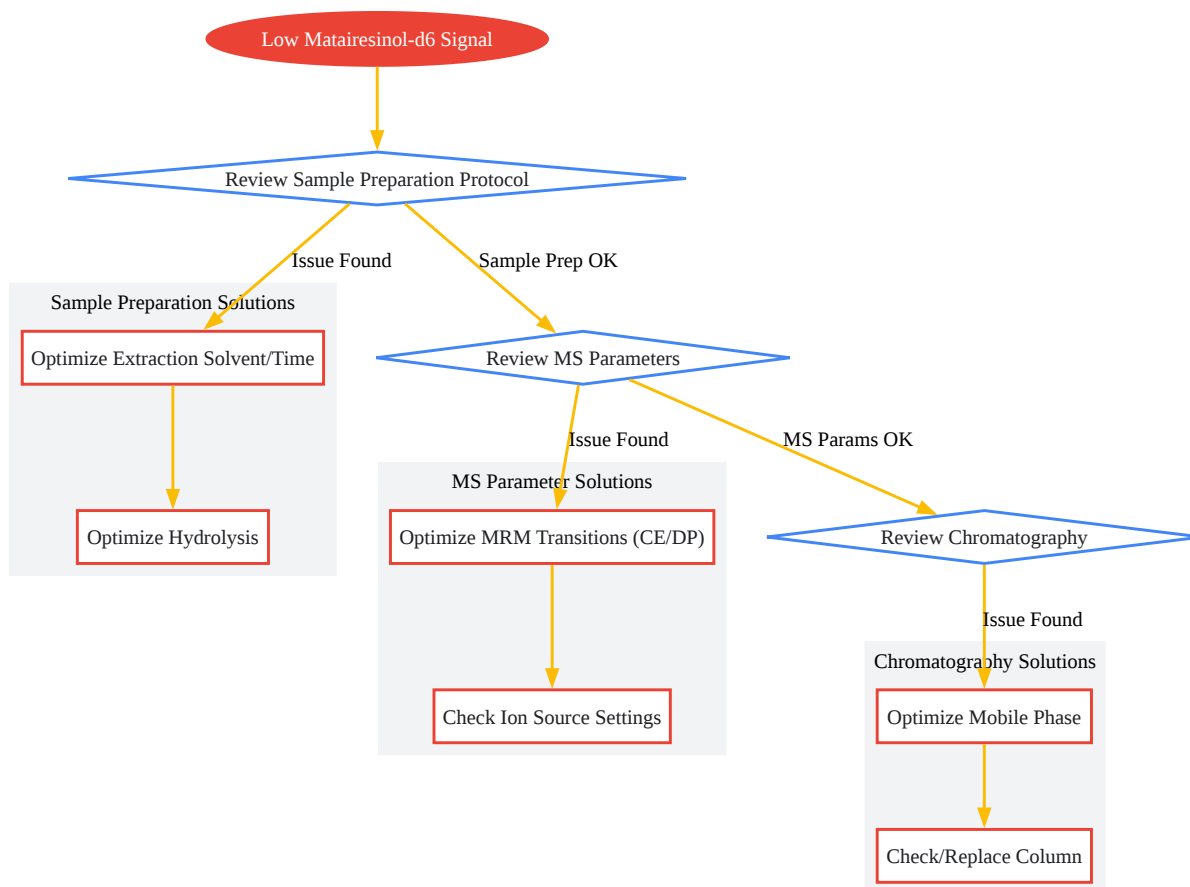 Low Matairesinol-d6 Signal
Review Sample Preparation Protocol
Issue Found
Sample Prep OK
Sample Preparation Solutions
Optimize Extraction Solvent/Time
Review MS Parameters
Issue Found
MS Params OK
MS Parameter Solutions
Optimize Hydrolysis
Optimize MRM Transitions (CE/DP)
Review Chromatography
Issue Found
Chromatography Solutions
Check Ion Source Settings
Optimize Mobile Phase
Check/Replace Column